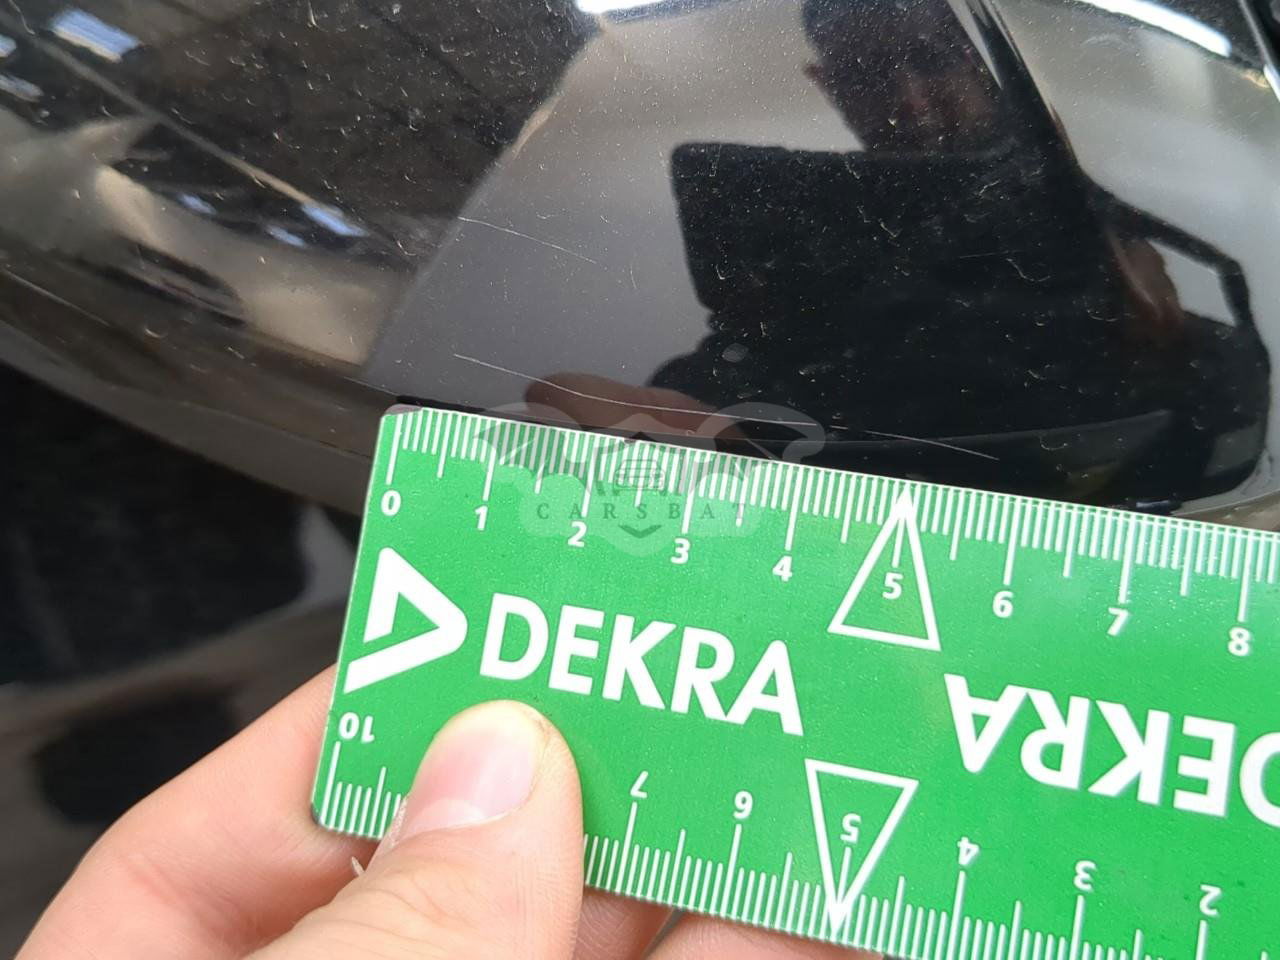 CARSBAT
0 1 2 3 4 5 6 7 8
DEKRA
DEKRA
10 7 6 5 4 3 2